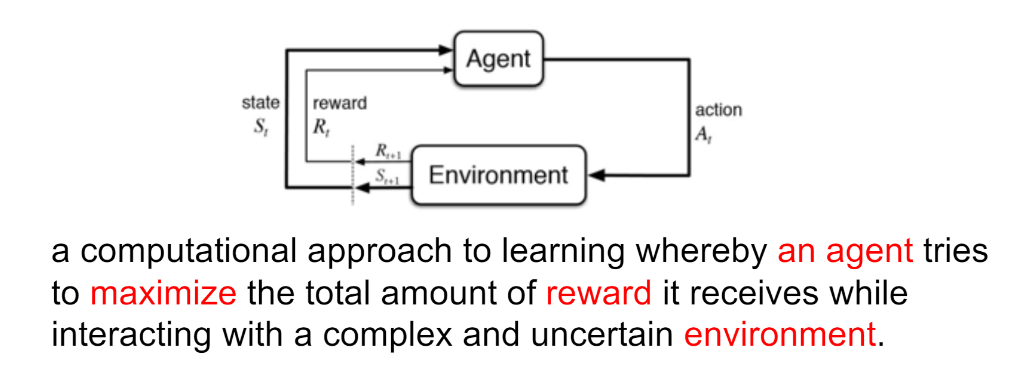 Agent
state
S_t
reward
R_t
action
A_t
R_{t+1}
S_{t+1}
Environment
a computational approach to learning whereby an agent tries
to maximize the total amount of reward it receives while
interacting with a complex and uncertain environment.